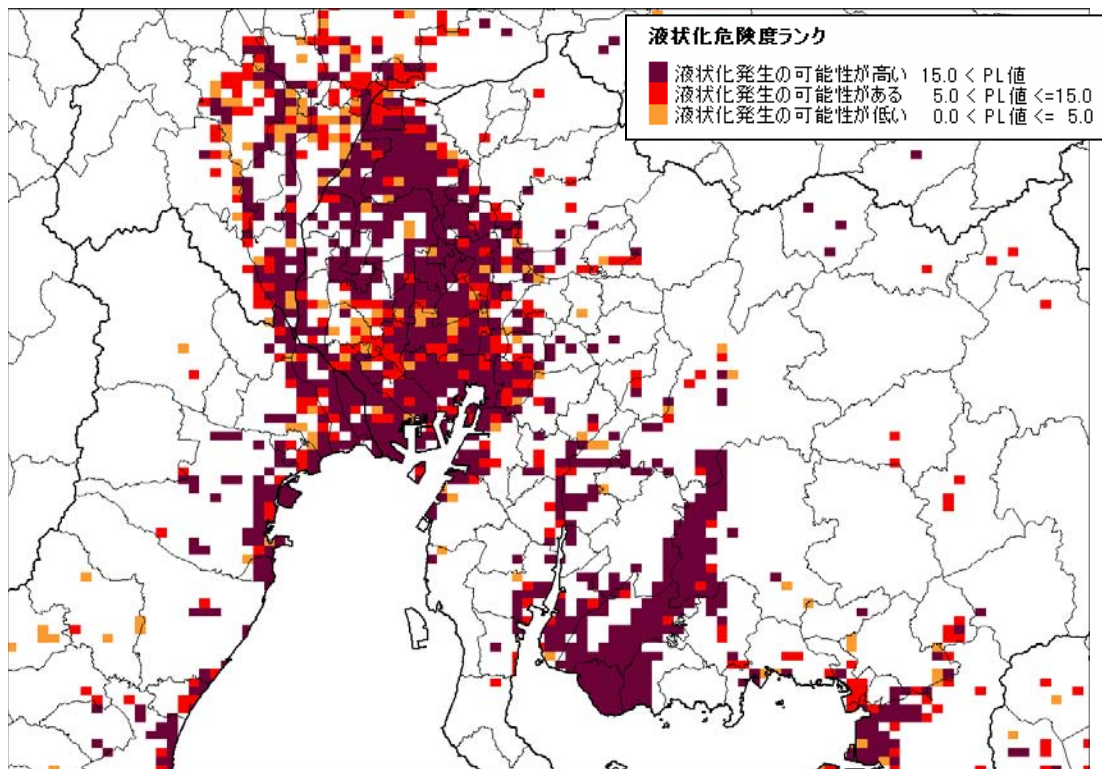 液状化危険度ランク
液状化発生の可能性が高い 15.0 < PL値
液状化発生の可能性がある 5.0 < PL値 <=15.0
液状化発生の可能性が低い 0.0 < PL値 <= 5.0